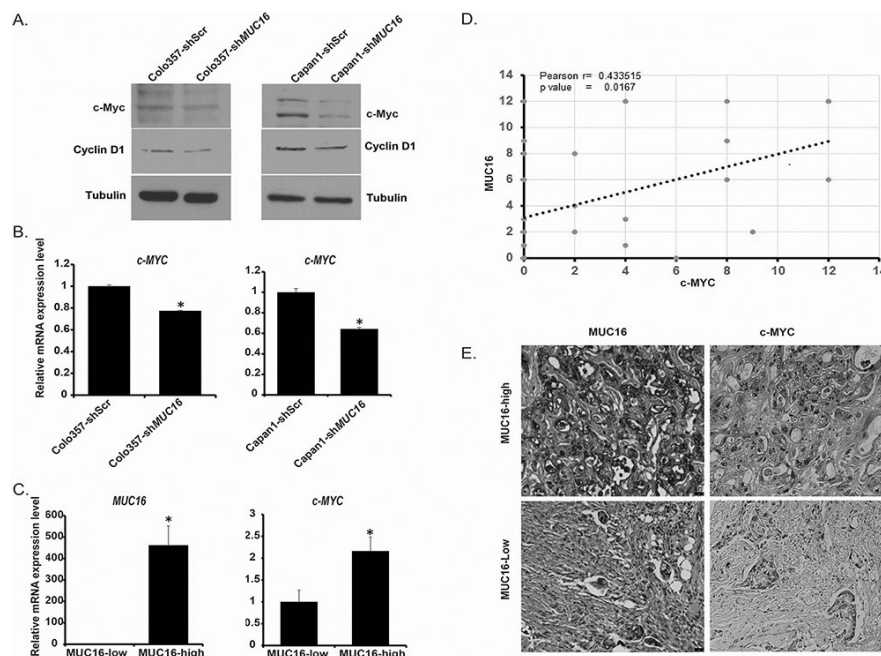 A.
Colo357-shScr
Colo357-shMUC16
Capan1-shScr
Capan1-shMUC16
c-Myc
c-Myc
Cyclin D1
Cyclin D1
Tubulin
Tubulin
B.
c-MYC
c-MYC
Relative mRNA expression level
1.2
1
0.8
0.6
0.4
0.2
0
*
Colo357-shScr
Colo357-shMUC16
1.2
1
0.8
0.6
0.4
0.2
0
*
Capan1-shScr
Capan1-shMUC16
C.
MUC16
c-MYC
Relative mRNA expression level
600
500
400
300
200
100
0
*
MUC16-low MUC16-high
3
2.5
2
1.5
1
0.5
0
*
MUC16-low MUC16-high
D.
Pearson r= 0.433515
p value = 0.0167
MUC16
14
12
10
8
6
4
2
0
0 2 4 6 8 10 12 14
c-MYC
E.
MUC16 c-MYC
MUC16-high
MUC16-Low